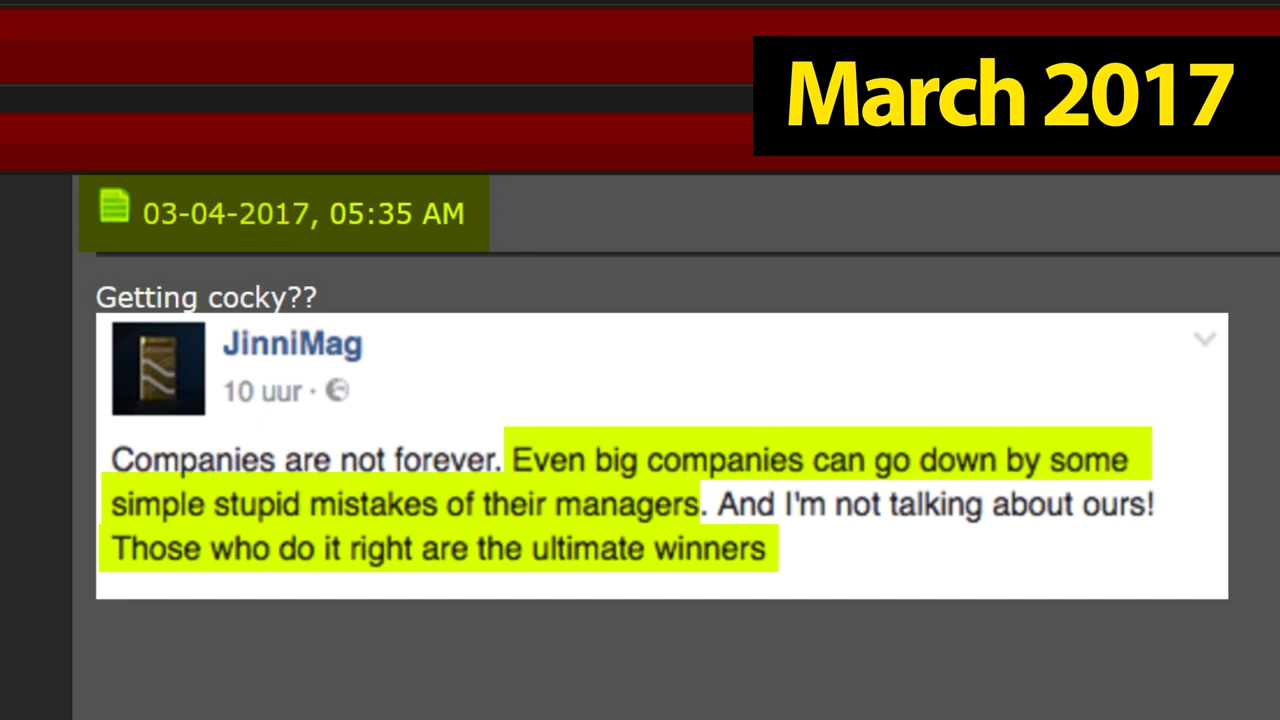 March 2017
03-04-2017, 05:35 AM
Getting cocky??
JinniMag
10 uur ·
Companies are not forever. Even big companies can go down by some
simple stupid mistakes of their managers. And I'm not talking about ours!
Those who do it right are the ultimate winners